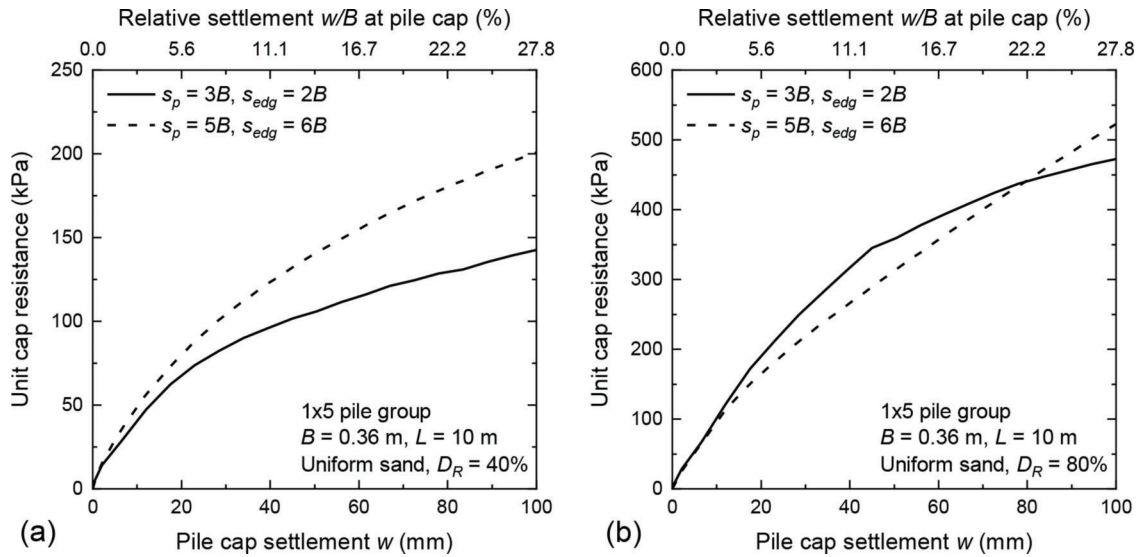 Relative settlement w/B at pile cap (%)
0.0 5.6 11.1 16.7 22.2 27.8
250
200
150
100
50
0
Unit cap resistance (kPa)
s_p = 3B, s_edg = 2B
s_p = 5B, s_edg = 6B
1x5 pile group
B = 0.36 m, L = 10 m
Uniform sand, D_R = 40%
0 20 40 60 80 100
(a)
Pile cap settlement w (mm)
Relative settlement w/B at pile cap (%)
0.0 5.6 11.1 16.7 22.2 27.8
600
500
400
300
200
100
0
Unit cap resistance (kPa)
s_p = 3B, s_edg = 2B
s_p = 5B, s_edg = 6B
1x5 pile group
B = 0.36 m, L = 10 m
Uniform sand, D_R = 80%
0 20 40 60 80 100
(b)
Pile cap settlement w (mm)